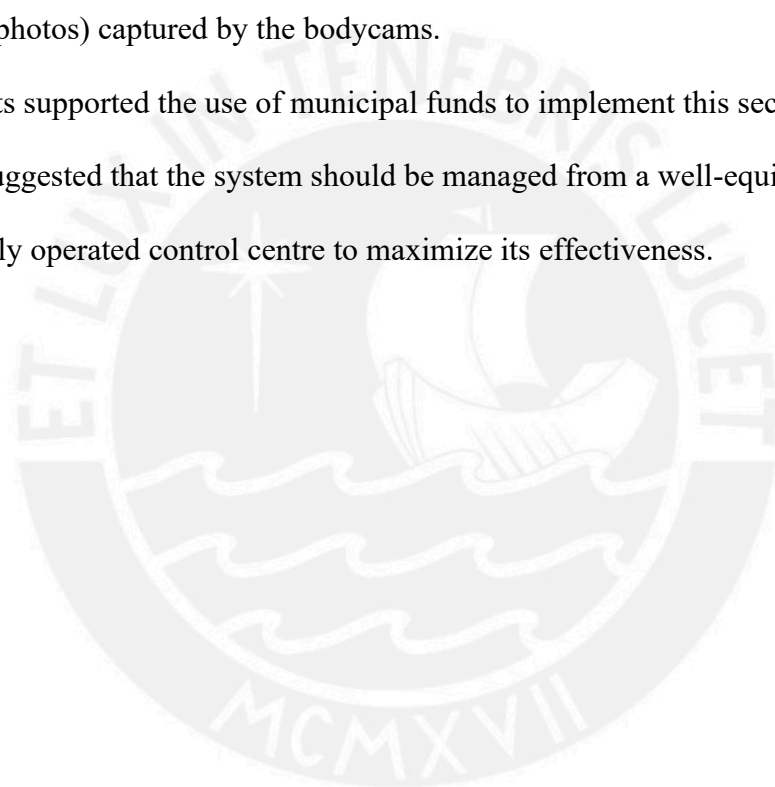 photos) captured by the bodycams.
ts supported the use of municipal funds to implement this sec
uggested that the system should be managed from a well-equi
ly operated control centre to maximize its effectiveness.
ET LUX IN TENEBRIS LUCET
MCMXVII